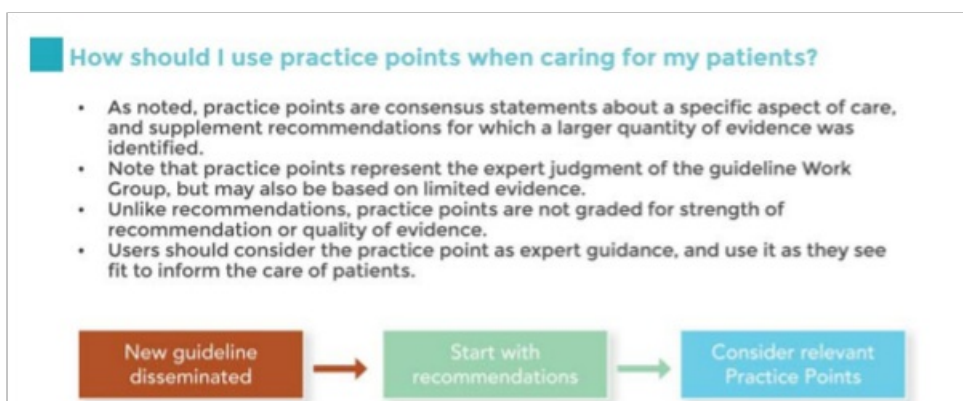 How should I use practice points when caring for my patients?
• As noted, practice points are consensus statements about a specific aspect of care,
and supplement recommendations for which a larger quantity of evidence was
identified.
• Note that practice points represent the expert judgment of the guideline Work
Group, but may also be based on limited evidence.
• Unlike recommendations, practice points are not graded for strength of
recommendation or quality of evidence.
• Users should consider the practice point as expert guidance, and use it as they see
fit to inform the care of patients.
New guideline
disseminated
Start with
recommendations
Consider relevant
Practice Points